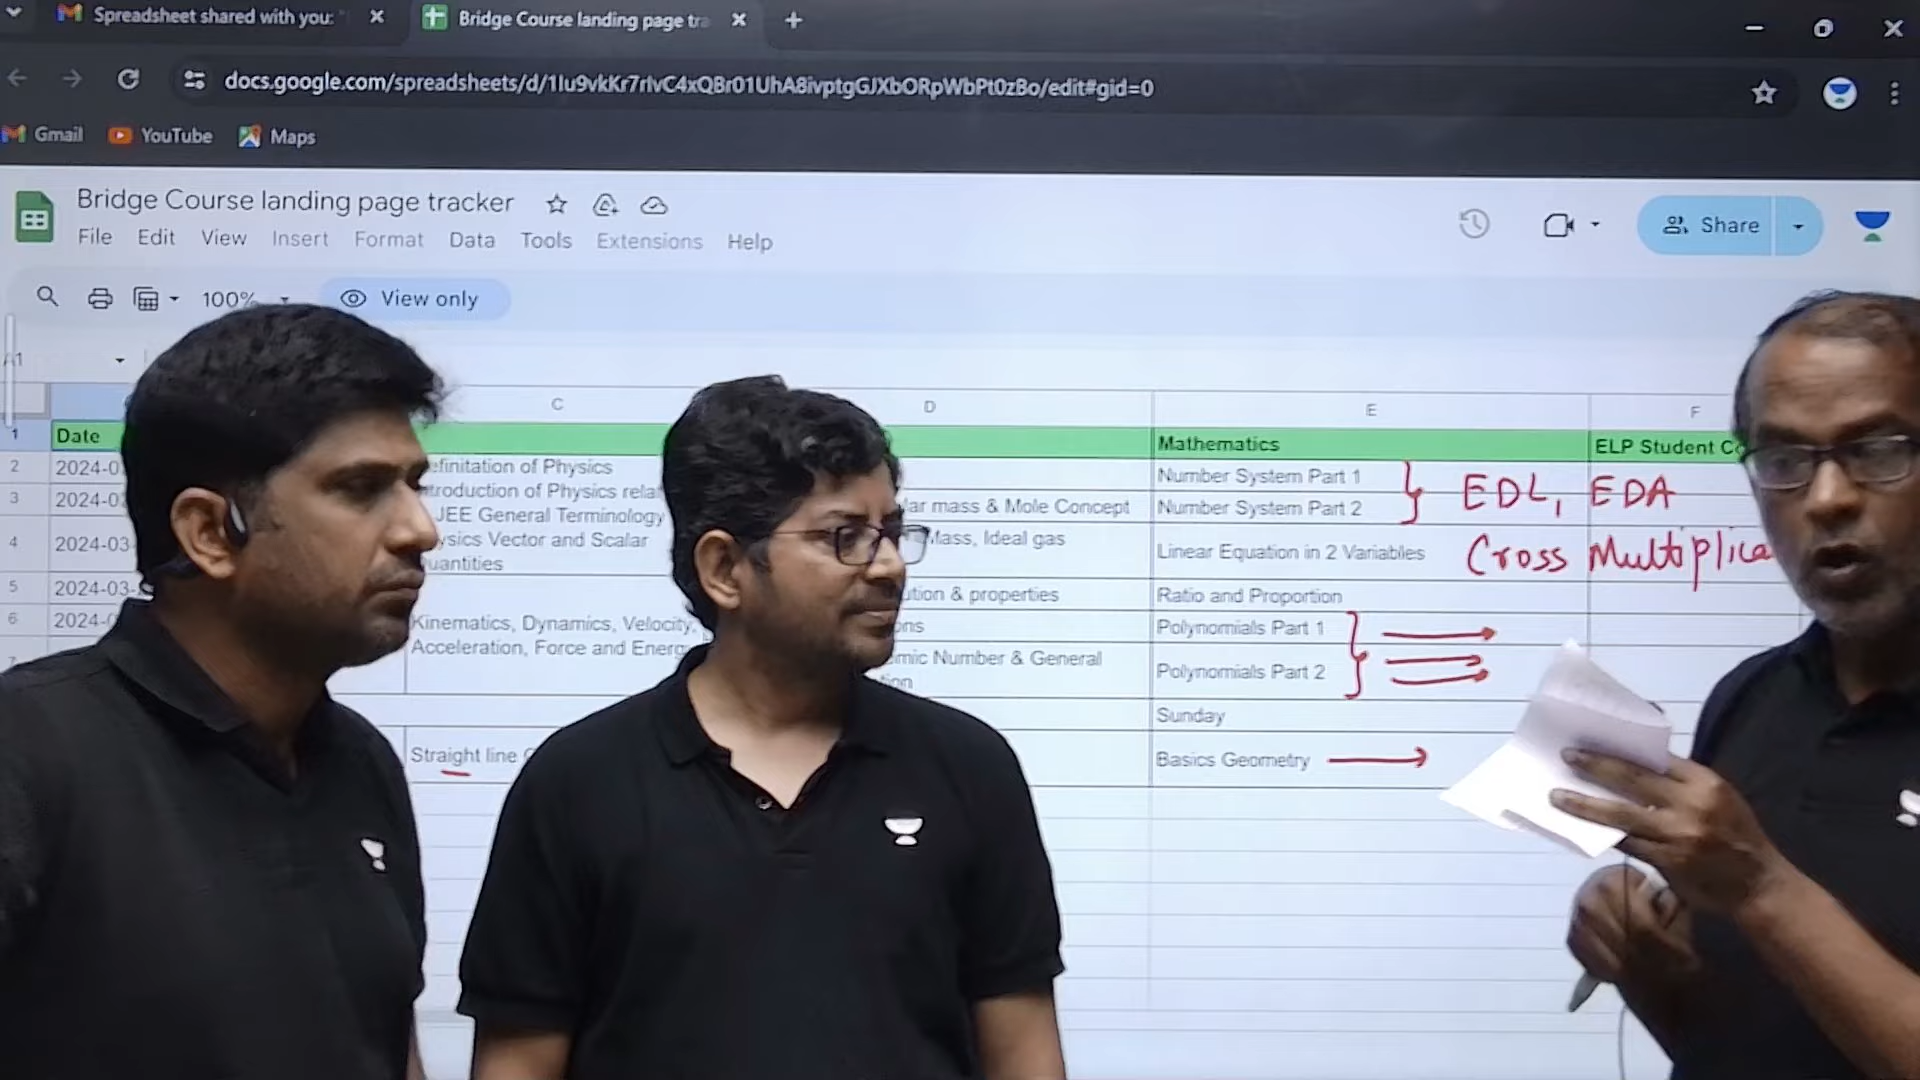 Spreadsheet shared with you: "
Bridge Course landing page tra
docs.google.com/spreadsheets/d/1Iu9vkKr7rIvC4xQBr01UhA8ivptgGJXbORpWbPt0zBo/edit#gid=0
Gmail YouTube Maps
Bridge Course landing page tracker
File Edit View Insert Format Data Tools Extensions Help
Share
100% View only
A1
C D E F
1 Date Mathematics ELP Student Co
2 2024-0 efinitation of Physics Number System Part 1
3 2024-0 troduction of Physics rela
JEE General Terminology ar mass & Mole Concept Number System Part 2
EDL, EDA
4 2024-03 ysics Vector and Scalar
uantities Mass, Ideal gas Linear Equation in 2 Variables
Cross Multiplica
5 2024-03- ution & properties Ratio and Proportion
6 2024-0 Kinematics, Dynamics, Velocity,
Acceleration, Force and Energ ons Polynomials Part 1
7 mic Number & General
tion Polynomials Part 2
Sunday
Straight line Basics Geometry